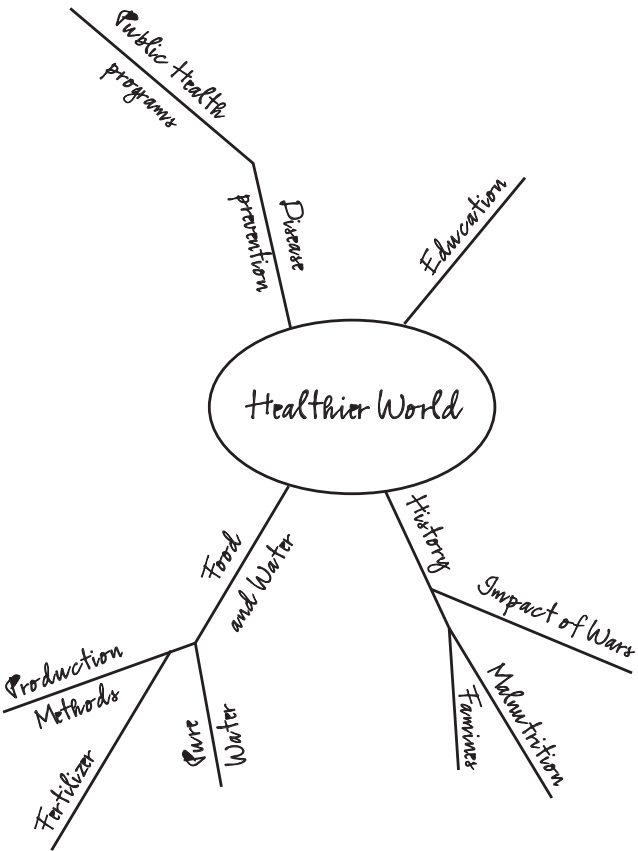 Public Health
programs
Disease
prevention
Education
Healthier World
Food
and Water
History
Impact of Wars
Production
Methods
Fertilizer
Pure
Water
Famines
Malnutrition